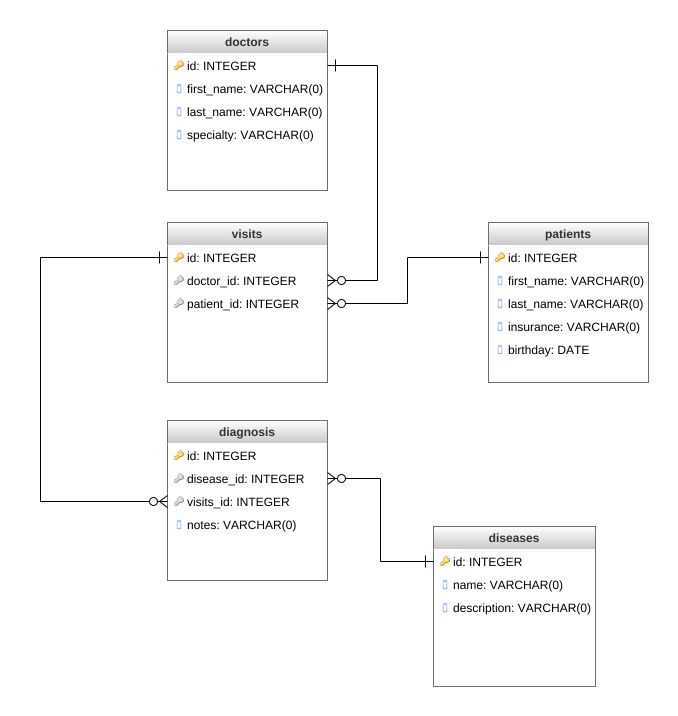 doctors
id: INTEGER
first_name: VARCHAR(0)
last_name: VARCHAR(0)
specialty: VARCHAR(0)
visits
id: INTEGER
doctor_id: INTEGER
patient_id: INTEGER
patients
id: INTEGER
first_name: VARCHAR(0)
last_name: VARCHAR(0)
insurance: VARCHAR(0)
birthday: DATE
diagnosis
id: INTEGER
disease_id: INTEGER
visits_id: INTEGER
notes: VARCHAR(0)
diseases
id: INTEGER
name: VARCHAR(0)
description: VARCHAR(0)